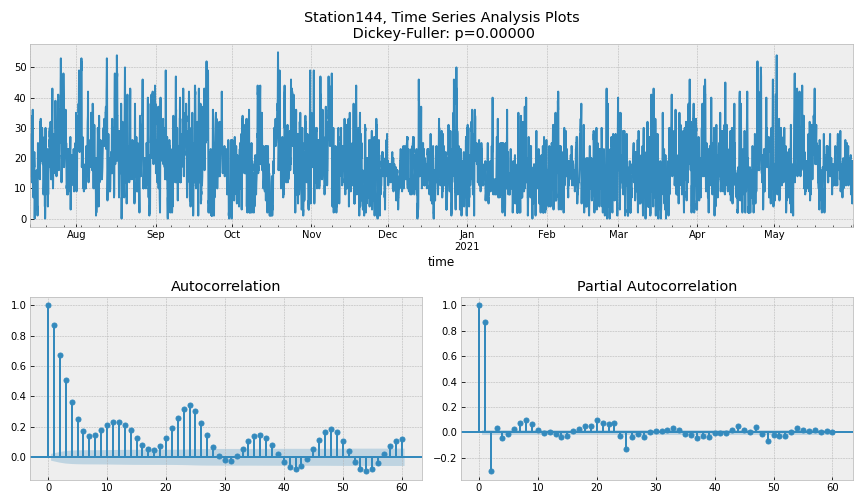 Station144, Time Series Analysis Plots
Dickey-Fuller: p=0.00000
50
40
30
20
10
0
Aug Sep Oct Nov Dec Jan Feb Mar Apr May
2021
time
Autocorrelation Partial Autocorrelation
1.0
0.8
0.6
0.4
0.2
0.0
0 10 20 30 40 50 60
1.0
0.8
0.6
0.4
0.2
0.0
−0.2
0 10 20 30 40 50 60